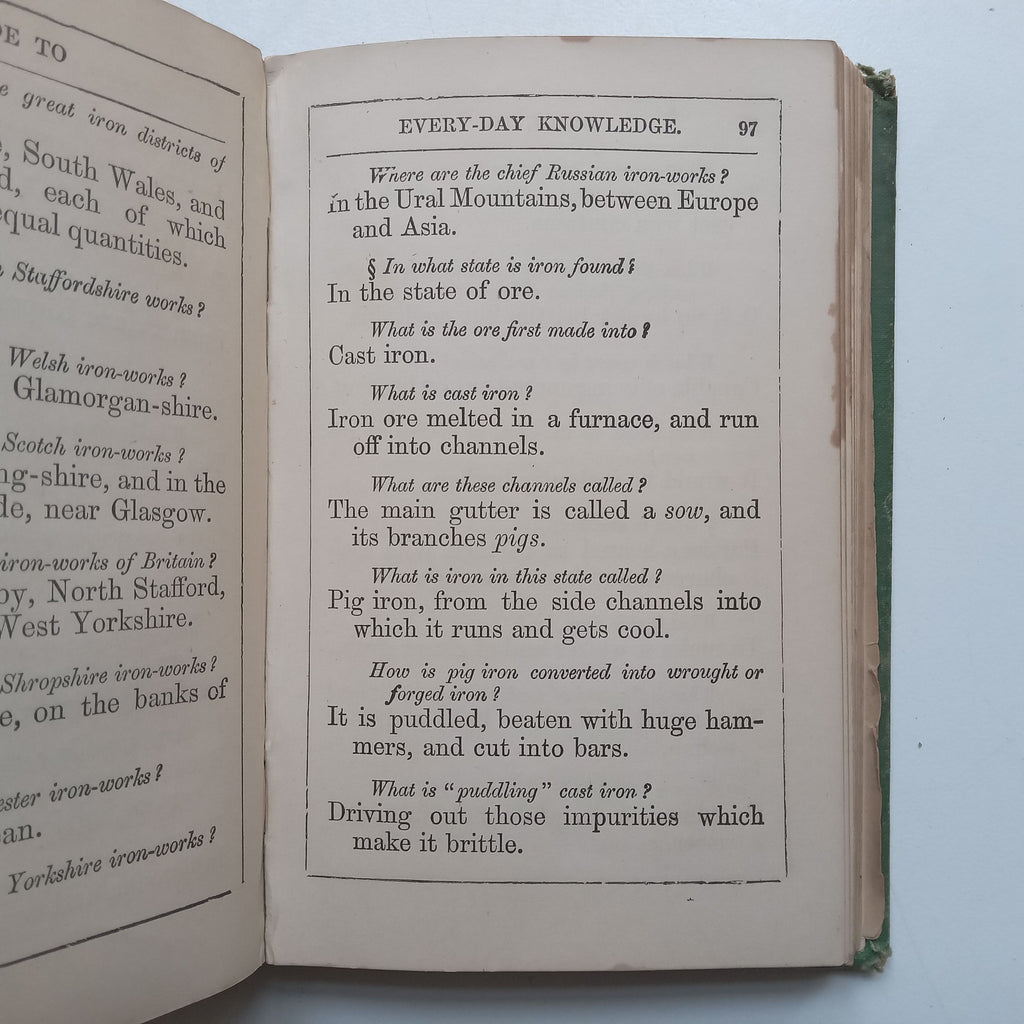 TO
great iron districts of
South Wales, and
each of which
equal quantities.
Staffordshire works?
Welsh iron-works?
Glamorgan-shire.
Scotch iron-works?
and in the
near Glasgow.
iron-works of Britain?
North Stafford,
West Yorkshire.
Shropshire iron-works?
on the banks of
iron-works?
Yorkshire iron-works?
EVERY-DAY KNOWLEDGE. 97
Where are the chief Russian iron-works?
In the Ural Mountains, between Europe
and Asia.
§ In what state is iron found?
In the state of ore.
What is the ore first made into?
Cast iron.
What is cast iron?
Iron ore melted in a furnace, and run
off into channels.
What are these channels called?
The main gutter is called a sow, and
its branches pigs.
What is iron in this state called?
Pig iron, from the side channels into
which it runs and gets cool.
How is pig iron converted into wrought or
forged iron?
It is puddled, beaten with huge ham-
mers, and cut into bars.
What is "puddling" cast iron?
Driving out those impurities which
make it brittle.